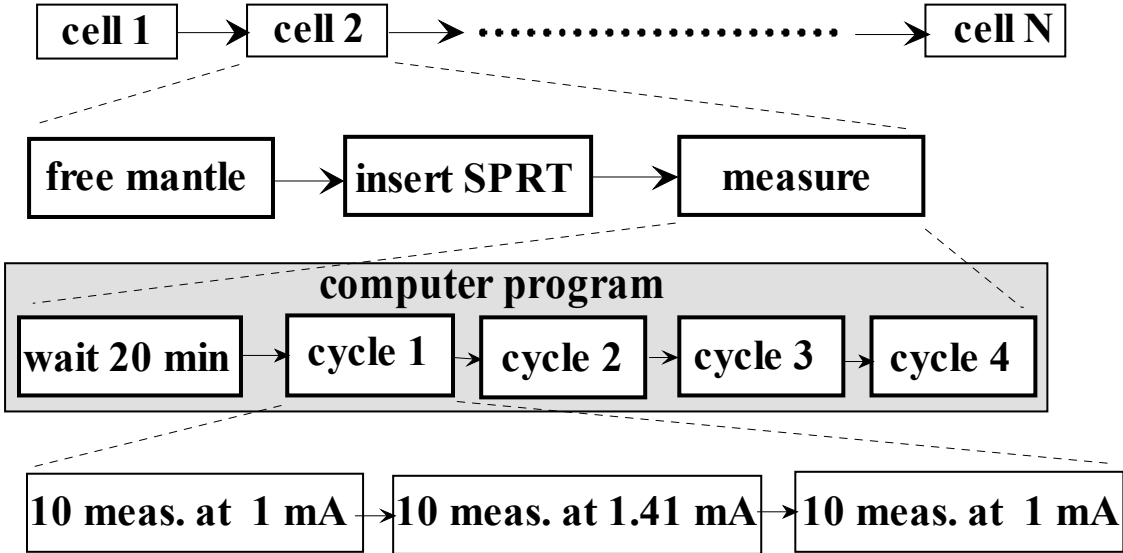 cell 1
cell 2
cell N
free mantle
insert SPRT
measure
computer program
wait 20 min
cycle 1
cycle 2
cycle 3
cycle 4
10 meas. at 1 mA
10 meas. at 1.41 mA
10 meas. at 1 mA